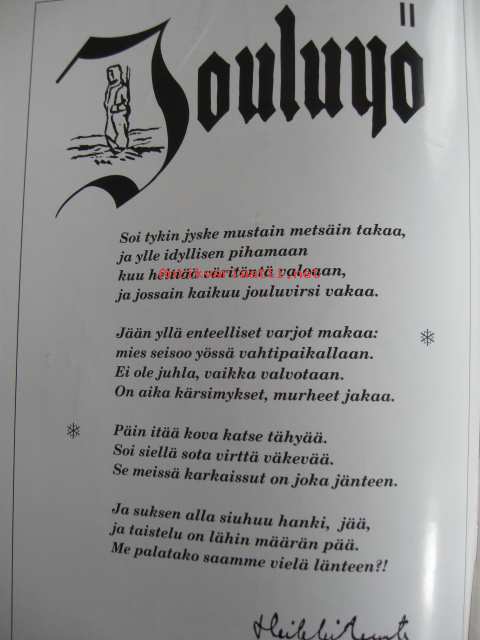 Jouluyö
Soi tykin jyske mustain metsäin takaa,
ja ylle idyllisen pihamaan
kuu heittää väritöntä valoaan,
ja jossain kaikuu jouluvirsi vakaa.
Jään yllä enteelliset varjot makaa:
mies seisoo yössä vahtipaikallaan.
Ei ole juhla, vaikka valvotaan.
On aika kärsimykset, murheet jakaa.
Päin itää kova katse tähyää.
Soi siellä sota virttä väkevää.
Se meissä karkaissut on joka jänteen.
Ja suksen alla siuhuu hanki, jää,
ja taistelu on lähin määrän pää.
Me palatako saamme vielä länteen?!